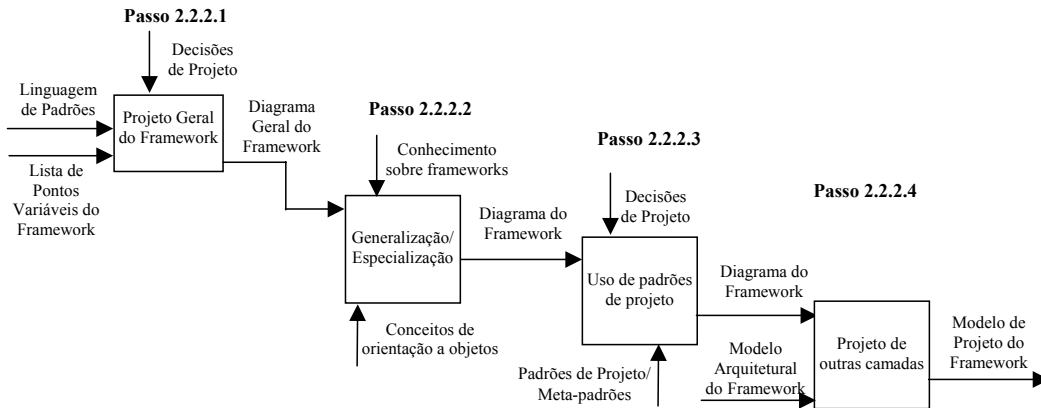 Passo 2.2.2.1
Decisões
de Projeto
Linguagem
de Padrões
Projeto Geral
do Framework
Lista de
Pontos
Variáveis do
Framework
Diagrama
Geral do
Framework
Passo 2.2.2.2
Conhecimento
sobre frameworks
Generalização/
Especialização
Conceitos de
orientação a objetos
Diagrama do
Framework
Passo 2.2.2.3
Decisões
de Projeto
Uso de padrões
de projeto
Padrões de Projeto/
Meta-padrões
Diagrama do
Framework
Passo 2.2.2.4
Modelo
Arquitetural
do Framework
Projeto de
outras camadas
Modelo de
Projeto do
Framework